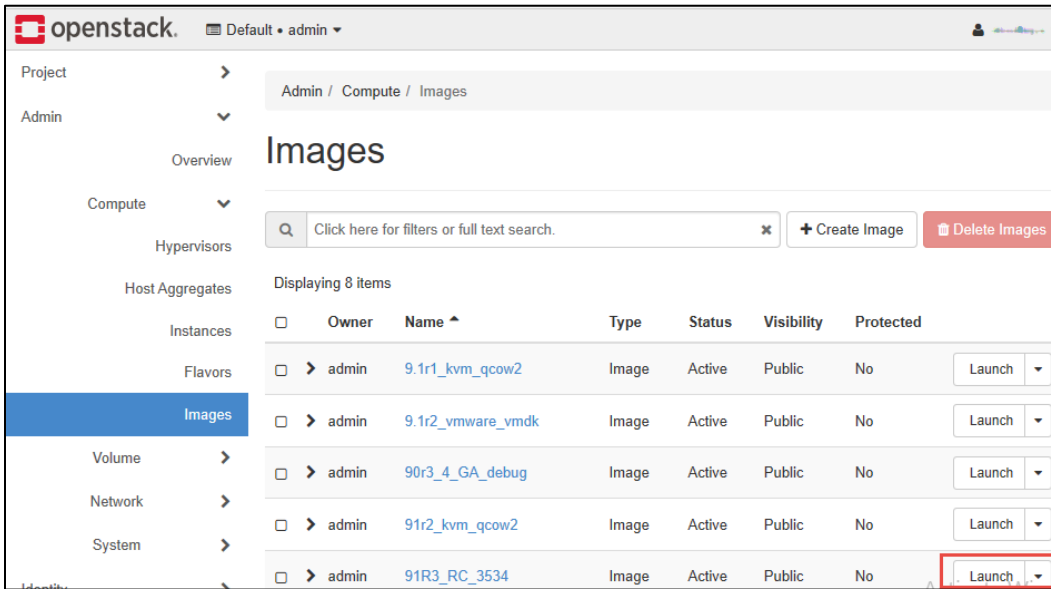 openstack. Default • admin
Project
Admin / Compute / Images
Admin
Images
Overview
Compute
Click here for filters or full text search. + Create Image Delete Images
Hypervisors
Host Aggregates
Displaying 8 items
Owner Name Type Status Visibility Protected
Instances
Flavors
admin 9.1r1_kvm_qcow2 Image Active Public No Launch
Images
admin 9.1r2_vmware_vmdk Image Active Public No Launch
Volume
admin 90r3_4_GA_debug Image Active Public No Launch
Network
admin 91r2_kvm_qcow2 Image Active Public No Launch
System
admin 91R3_RC_3534 Image Active Public No Launch
Identity